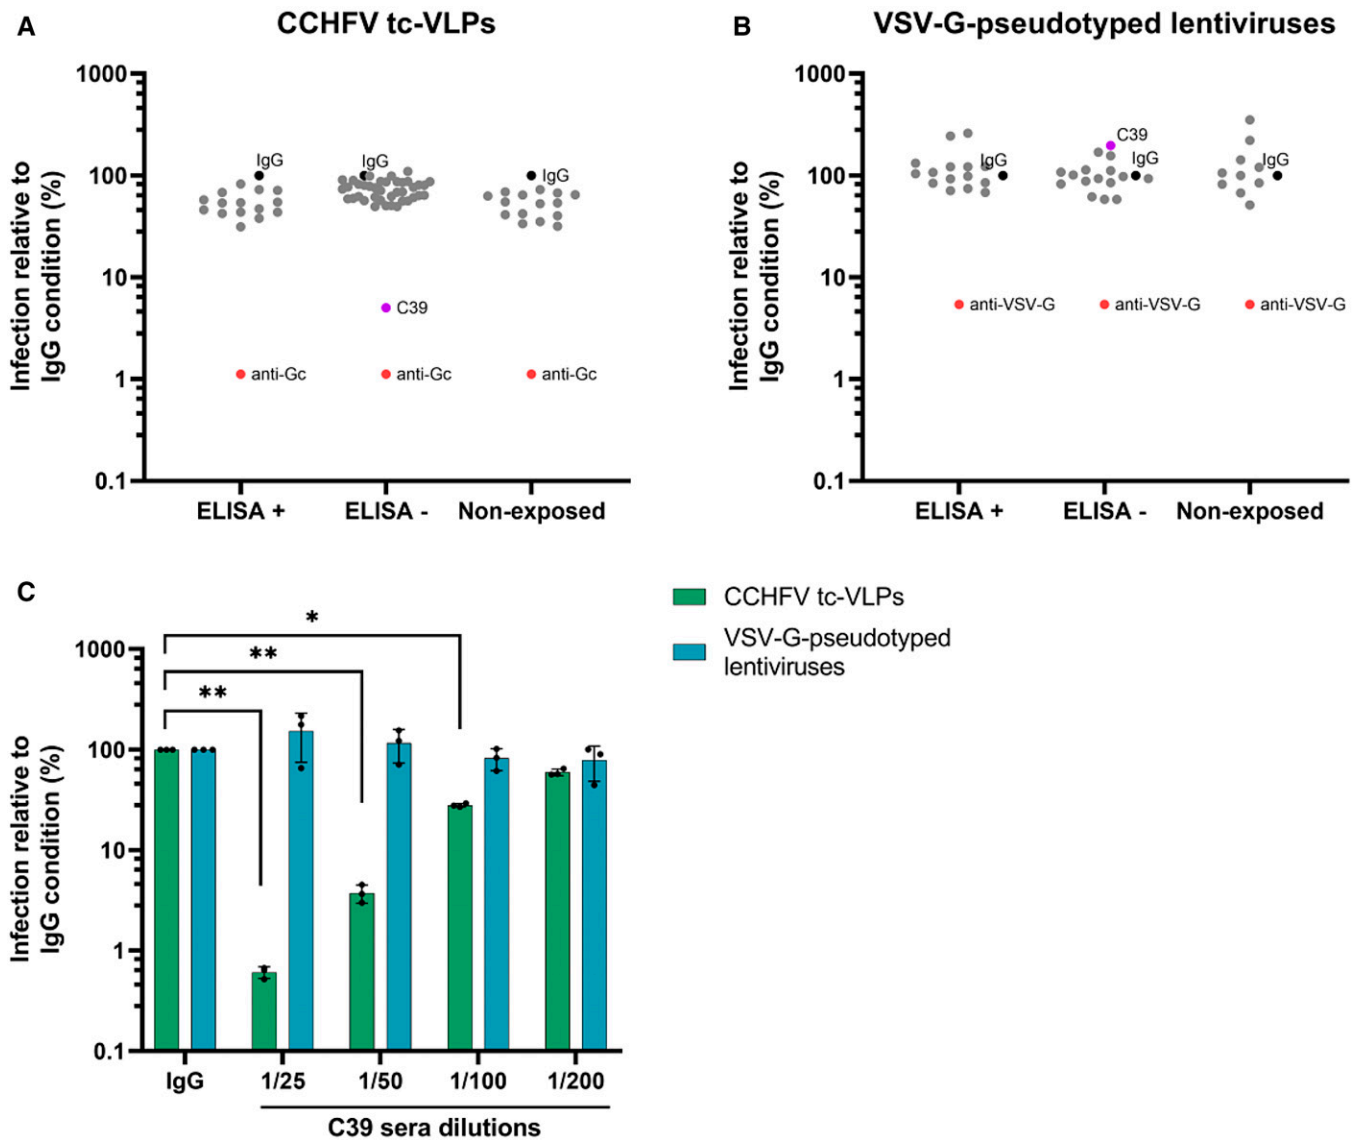 A
CCHFV tc-VLPs
Infection relative to
IgG condition (%)
1000
100
10
1
0.1
IgG
IgG
IgG
C39
anti-Gc
anti-Gc
anti-Gc
ELISA +
ELISA -
Non-exposed
B
VSV-G-pseudotyped lentiviruses
Infection relative to
IgG condition (%)
1000
100
10
1
0.1
IgG
C39
IgG
IgG
anti-VSV-G
anti-VSV-G
anti-VSV-G
ELISA +
ELISA -
Non-exposed
C
Infection relative to
IgG condition (%)
1000
100
10
1
0.1
*
**
**
IgG
1/25
1/50
1/100
1/200
C39 sera dilutions
CCHFV tc-VLPs
VSV-G-pseudotyped
lentiviruses